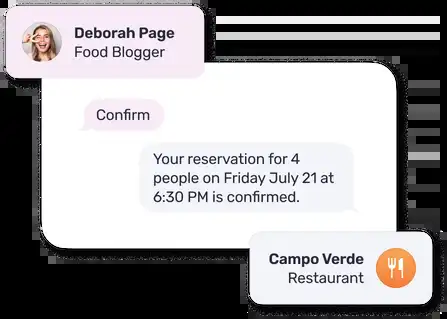 Deborah Page
Food Blogger
Confirm
Your reservation for 4
people on Friday July 21 at
6:30 PM is confirmed.
Campo Verde
Restaurant